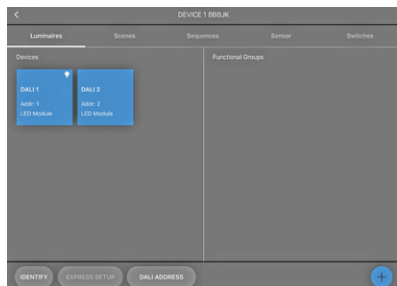 DEVICE 1 BBBJK
Luminaires Scenes Sequences Sensor Switches
Devices Functional Groups
DALI 1 DALI 2
Addr: 1 Addr: 2
LED Module LED Module
IDENTIFY EXPRESS SETUP DALI ADDRESS